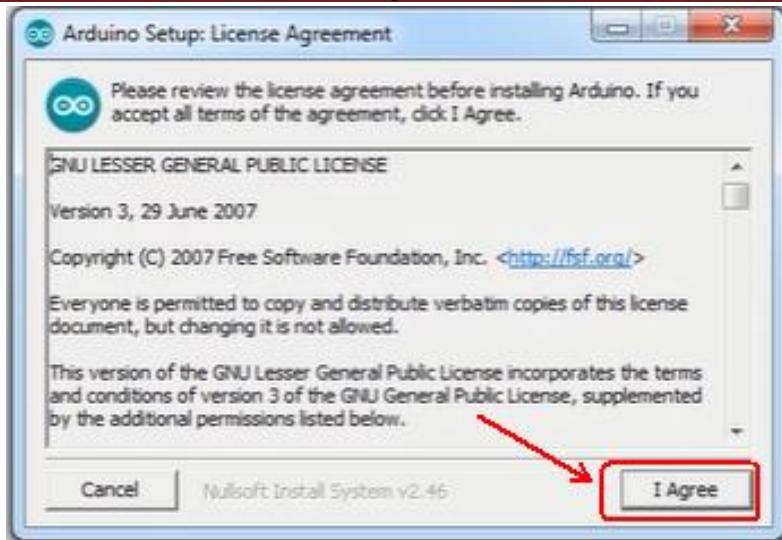 Arduino Setup: License Agreement
Please review the license agreement before installing Arduino. If you
accept all terms of the agreement, click I Agree.
GNU LESSER GENERAL PUBLIC LICENSE
Version 3, 29 June 2007
Copyright (C) 2007 Free Software Foundation, Inc. <http://fsf.org/>
Everyone is permitted to copy and distribute verbatim copies of this license
document, but changing it is not allowed.
This version of the GNU Lesser General Public License incorporates the terms
and conditions of version 3 of the GNU General Public License, supplemented
by the additional permissions listed below.
Cancel
Nullsoft Install System v2.46
I Agree